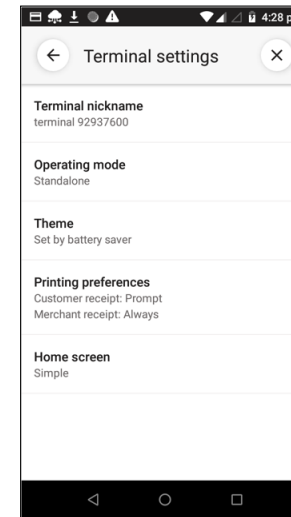 4:28 p
Terminal settings
Terminal nickname
terminal 92937600
Operating mode
Standalone
Theme
Set by battery saver
Printing preferences
Customer receipt: Prompt
Merchant receipt: Always
Home screen
Simple